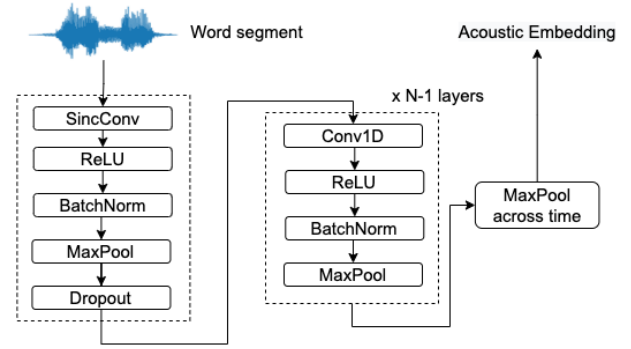 Word segment
SincConv
ReLU
BatchNorm
MaxPool
Dropout
x N-1 layers
Conv1D
ReLU
BatchNorm
MaxPool
MaxPool
across time
Acoustic Embedding